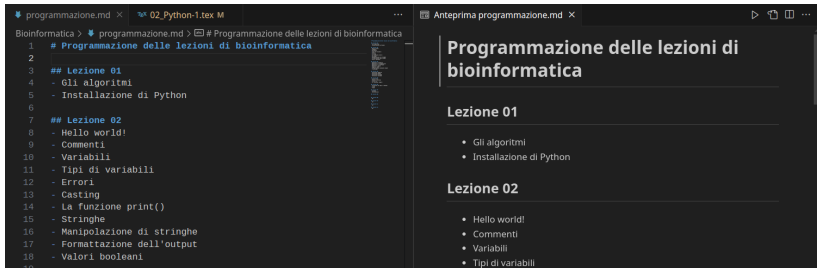 programmazione.md
02_Python-1.tex M
Anteprima programmazione.md
Bioinformatica > programmazione.md > # Programmazione delle lezioni di bioinformatica
1 # Programmazione delle lezioni di bioinformatica
2
3 ## Lezione 01
4 - Gli algoritmi
5 - Installazione di Python
6
7 ## Lezione 02
8 - Hello world!
9 - Commenti
10 - Variabili
11 - Tipi di variabili
12 - Errori
13 - Casting
14 - La funzione print()
15 - Stringhe
16 - Manipolazione di stringhe
17 - Formattazione dell'output
18 - Valori booleani
Programmazione delle lezioni di
bioinformatica
Lezione 01
• Gli algoritmi
• Installazione di Python
Lezione 02
• Hello world!
• Commenti
• Variabili
• Tipi di variabili